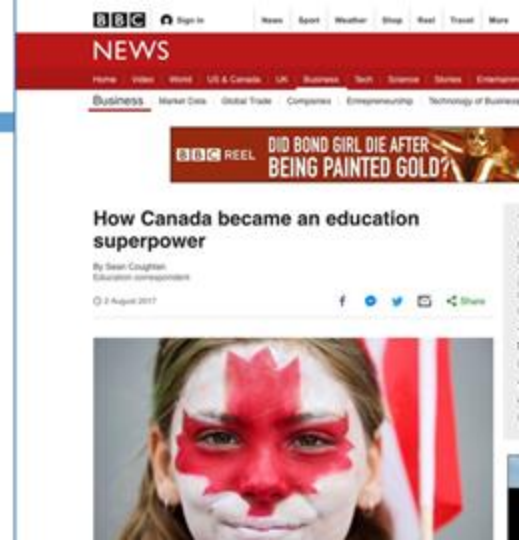 BBC Sign in News Sport Weather Shop Reel Travel More
NEWS
Home Video World US & Canada UK Business Tech Science Stories
Business Market Data Global Trade Companies Entrepreneurship Technology of Business
BBC REEL
DID BOND GIRL DIE AFTER
BEING PAINTED GOLD?
How Canada became an education
superpower
By Sean Coughlan
Education correspondent
2 August 2017
Share